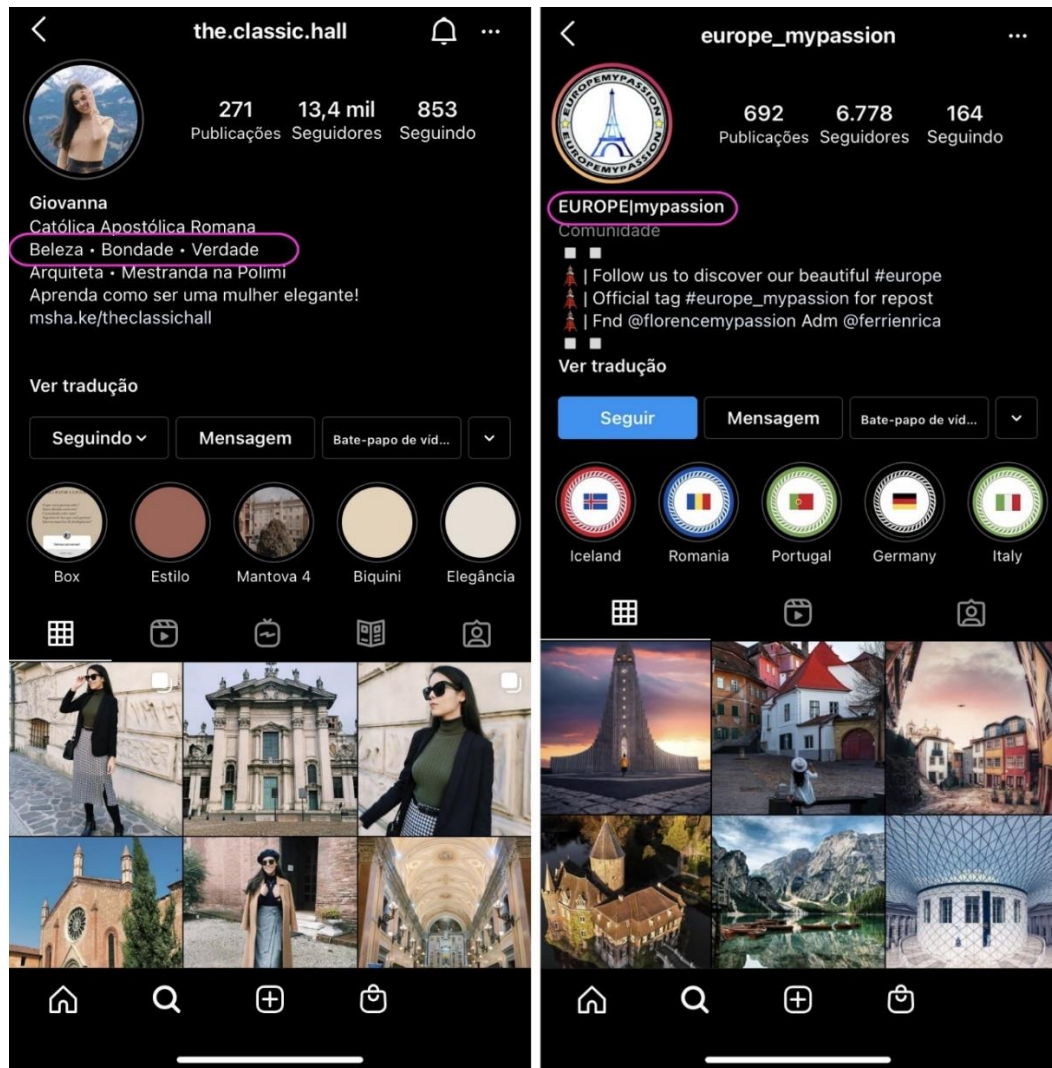 the.classic.hall
271 13,4 mil 853
Publicações Seguidores Seguindo
Giovanna
Católica Apostólica Romana
Beleza • Bondade • Verdade
Arquiteta • Mestranda na Polimi
Aprenda como ser uma mulher elegante!
msha.ke/theclassichall
Ver tradução
Seguindo Mensagem Bate-papo de víd...
Box Estilo Mantova 4 Biquini Elegância
europe_mypassion
EUROPEMYPASSION
EUROPEMYPASSION
692 6.778 164
Publicações Seguidores Seguindo
EUROPE|mypassion
Comunidade
| Follow us to discover our beautiful #europe
| Official tag #europe_mypassion for repost
| Fnd @florencemypassion Adm @ferrienrica
Ver tradução
Seguir Mensagem Bate-papo de víd...
Iceland Romania Portugal Germany Italy